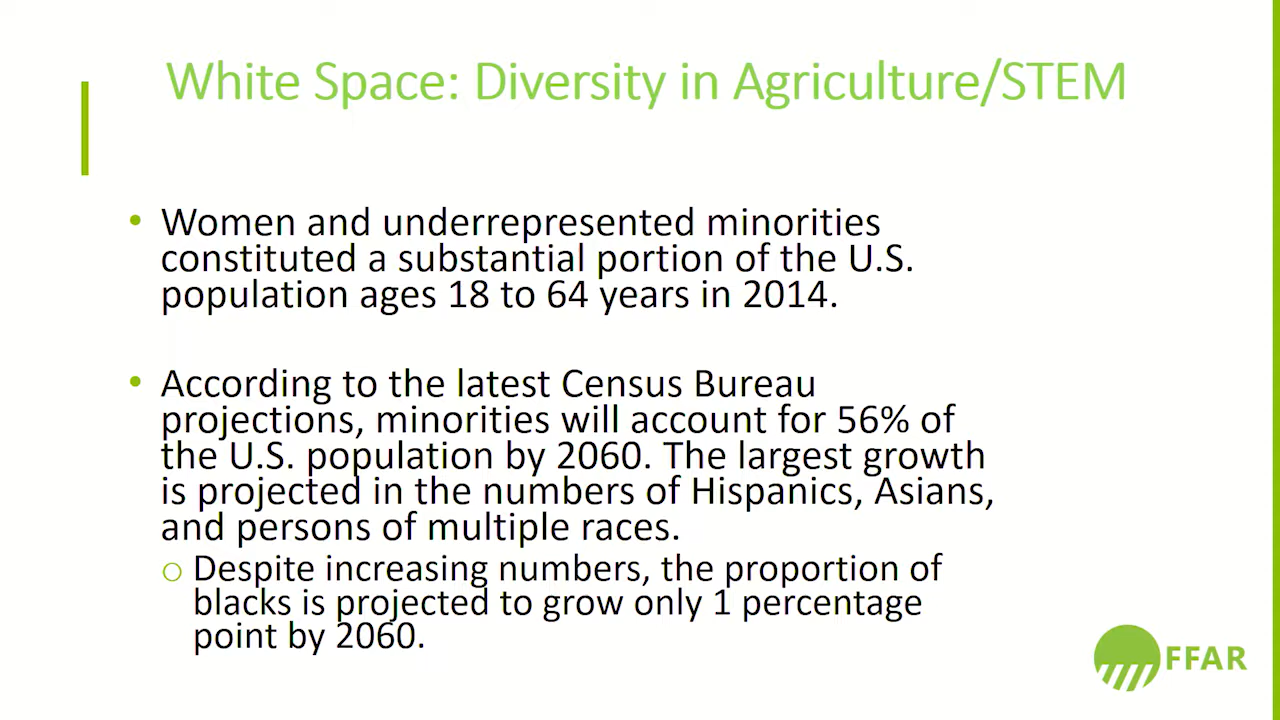 White Space: Diversity in Agriculture/STEM
• Women and underrepresented minorities
constituted a substantial portion of the U.S.
population ages 18 to 64 years in 2014.
• According to the latest Census Bureau
projections, minorities will account for 56% of
the U.S. population by 2060. The largest growth
is projected in the numbers of Hispanics, Asians,
and persons of multiple races.
o Despite increasing numbers, the proportion of
blacks is projected to grow only 1 percentage
point by 2060.
FFAR